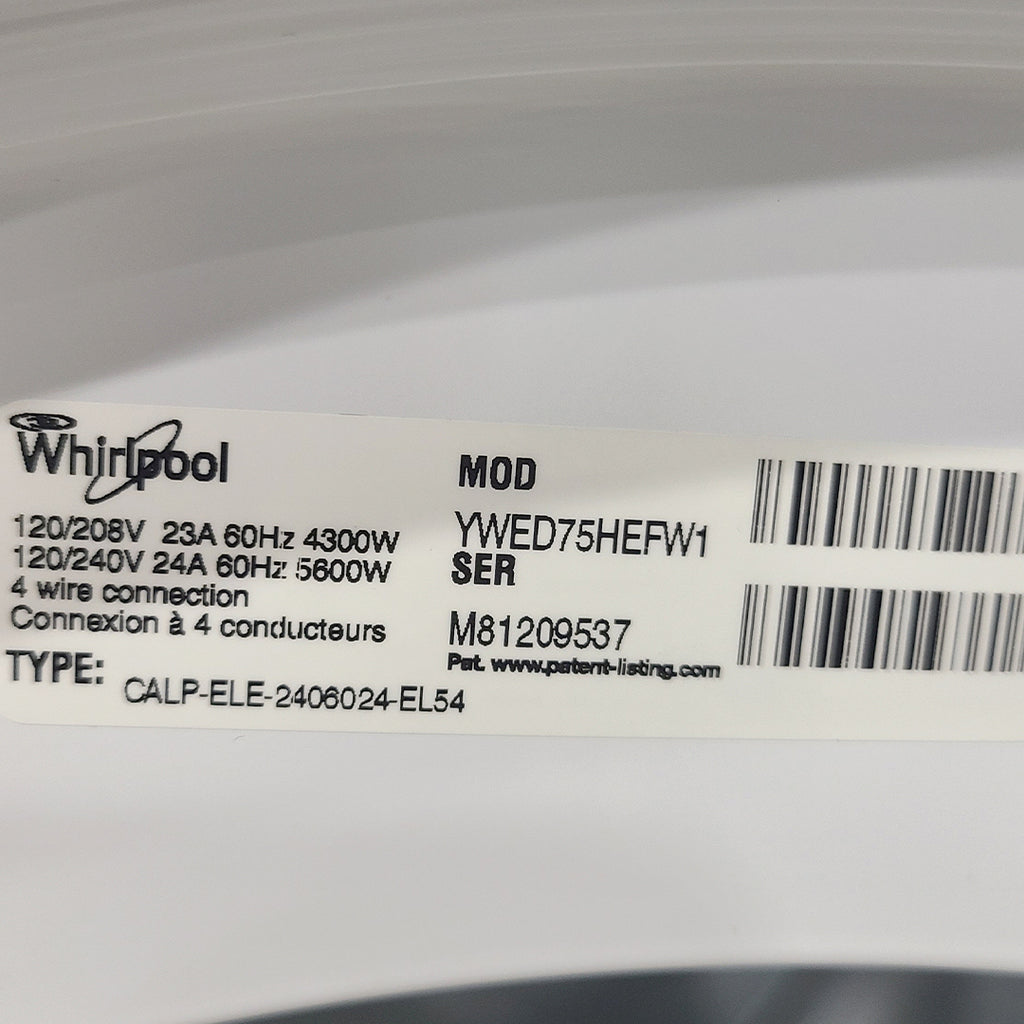 Whirlpool
120/208V 23A 60Hz 4300W
120/240V 24A 60Hz 5600W
4 wire connection
Connexion à 4 conducteurs
TYPE: CALP-ELE-2406024-EL54
MOD
YWED75HEFW1
SER
M81209537
Pat. www.patent-listing.com